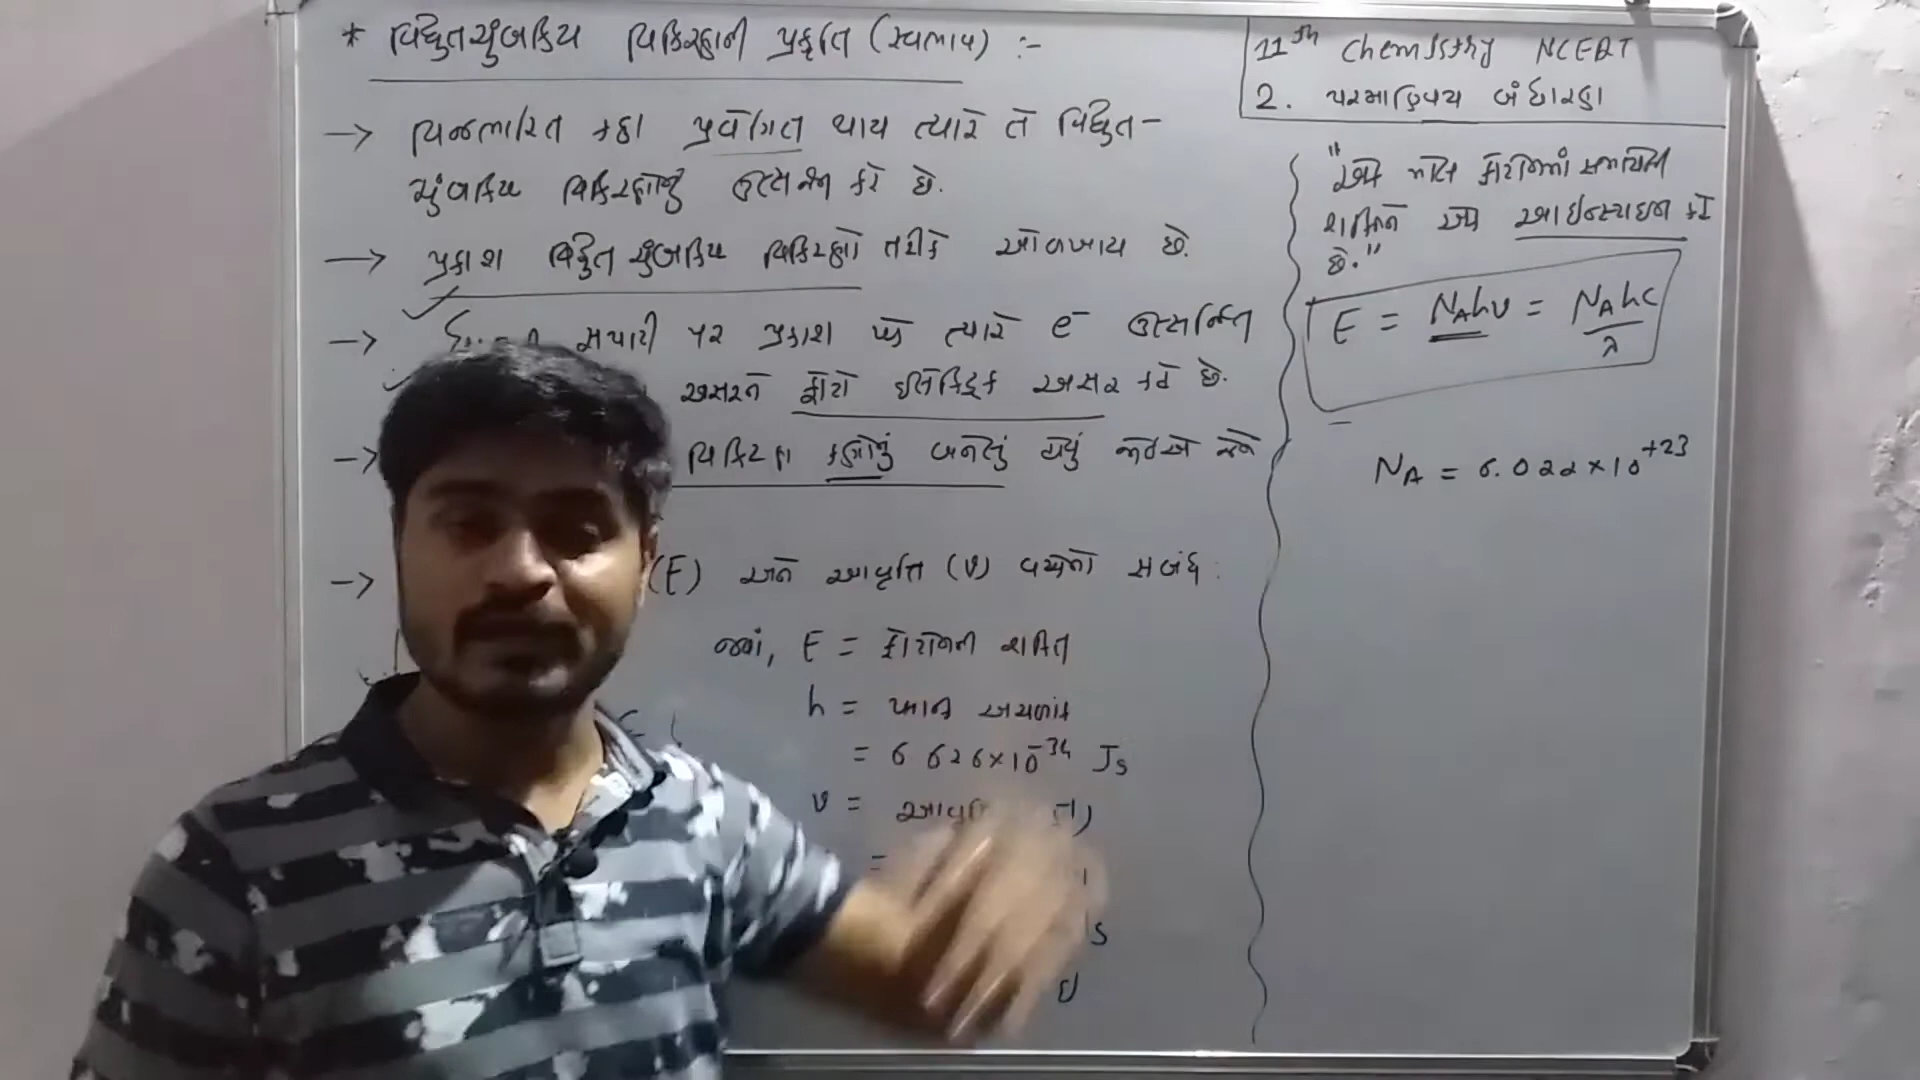 * વિદ્યુતચુંબકિય વિકિરણની પ્રકૃતિ (સ્વભાવ) :-
→ વિજભારિત કણ પ્રવેગિત થાય ત્યારે તે વિદ્યુત-
ચુંબકિય વિકિરણોનું ઉત્સર્જન કરે છે.
→ પ્રકાશ વિદ્યુત ચુંબકિય વિકિરણો તરીકે ઓળખાય છે.
→ સપાટી પર પ્રકાશ પડે ત્યારે e⁻ ઉત્સર્જિત
અસરને ફોટો ઇલેક્ટ્રિક અસર કહે છે.
→ વિકિરણ કણોનું બનેલું
→ (E) અને આવૃત્તિ (ν) વચ્ચેનો સબંધ :
જ્યાં, E = ફોટોનની શક્તિ
h = પ્લાન્ક અચળાંક
= 6.626×10⁻³⁴ Js
ν =
11th Chemistry NCERT
2. પરમાણ્વિય બંધારણ
"એક મોલ ફોટોનમાં સમાયેલી
શક્તિને એક આઇન્સ્ટાઇન કહે
છે."
E = NAhν = NAhc/λ
NA = 6.022×10⁺²³